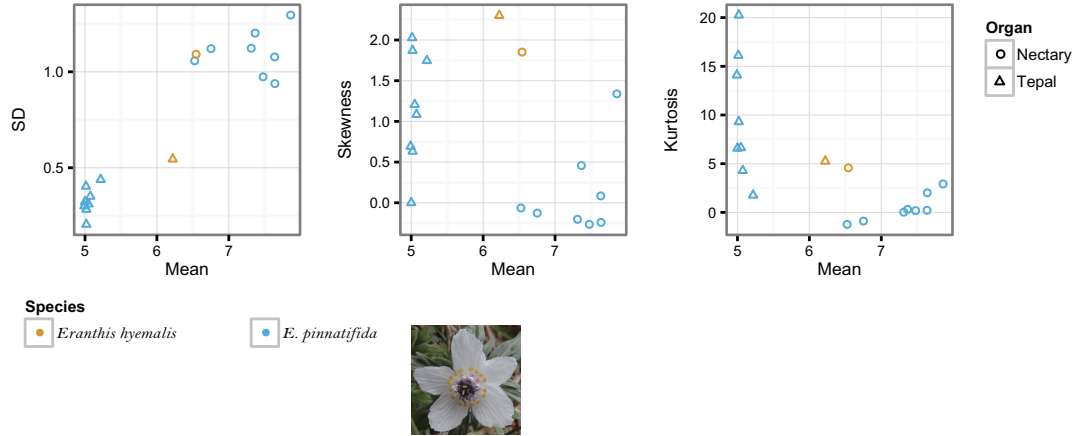 SD
1.0
0.5
5 6 7
Mean
Skewness
2.0
1.5
1.0
0.5
0.0
5 6 7
Mean
Kurtosis
20
15
10
5
0
5 6 7
Mean
Organ
Nectary
Tepal
Species
Eranthis hyemalis
E. pinnatifida